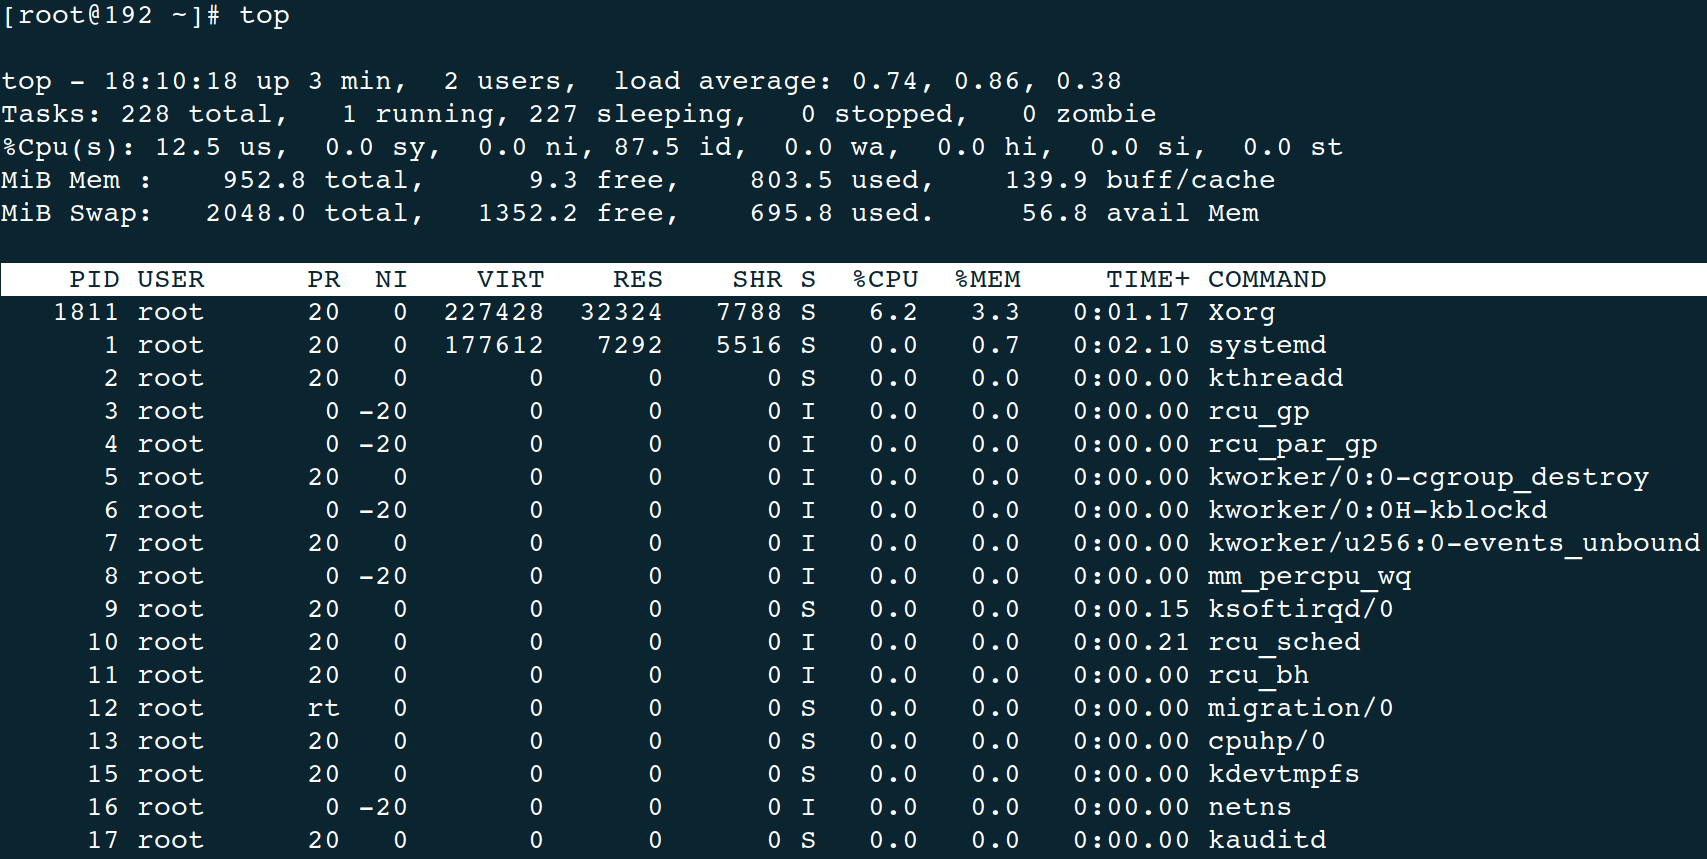 [root@192 ~]# top
top - 18:10:18 up 3 min,  2 users,  load average: 0.74, 0.86, 0.38
Tasks: 228 total,   1 running, 227 sleeping,   0 stopped,   0 zombie
%Cpu(s): 12.5 us,  0.0 sy,  0.0 ni, 87.5 id,  0.0 wa,  0.0 hi,  0.0 si,  0.0 st
MiB Mem :    952.8 total,      9.3 free,    803.5 used,    139.9 buff/cache
MiB Swap:   2048.0 total,   1352.2 free,    695.8 used.     56.8 avail Mem
    PID USER      PR  NI    VIRT    RES    SHR S  %CPU  %MEM     TIME+ COMMAND
   1811 root      20   0  227428  32324   7788 S   6.2   3.3   0:01.17 Xorg
      1 root      20   0  177612   7292   5516 S   0.0   0.7   0:02.10 systemd
      2 root      20   0       0      0      0 S   0.0   0.0   0:00.00 kthreadd
      3 root       0 -20       0      0      0 I   0.0   0.0   0:00.00 rcu_gp
      4 root       0 -20       0      0      0 I   0.0   0.0   0:00.00 rcu_par_gp
      5 root      20   0       0      0      0 I   0.0   0.0   0:00.00 kworker/0:0-cgroup_destroy
      6 root       0 -20       0      0      0 I   0.0   0.0   0:00.00 kworker/0:0H-kblockd
      7 root      20   0       0      0      0 I   0.0   0.0   0:00.00 kworker/u256:0-events_unbound
      8 root       0 -20       0      0      0 I   0.0   0.0   0:00.00 mm_percpu_wq
      9 root      20   0       0      0      0 S   0.0   0.0   0:00.15 ksoftirqd/0
     10 root      20   0       0      0      0 I   0.0   0.0   0:00.21 rcu_sched
     11 root      20   0       0      0      0 I   0.0   0.0   0:00.00 rcu_bh
     12 root      rt   0       0      0      0 S   0.0   0.0   0:00.00 migration/0
     13 root      20   0       0      0      0 S   0.0   0.0   0:00.00 cpuhp/0
     15 root      20   0       0      0      0 S   0.0   0.0   0:00.00 kdevtmpfs
     16 root       0 -20       0      0      0 I   0.0   0.0   0:00.00 netns
     17 root      20   0       0      0      0 S   0.0   0.0   0:00.00 kauditd